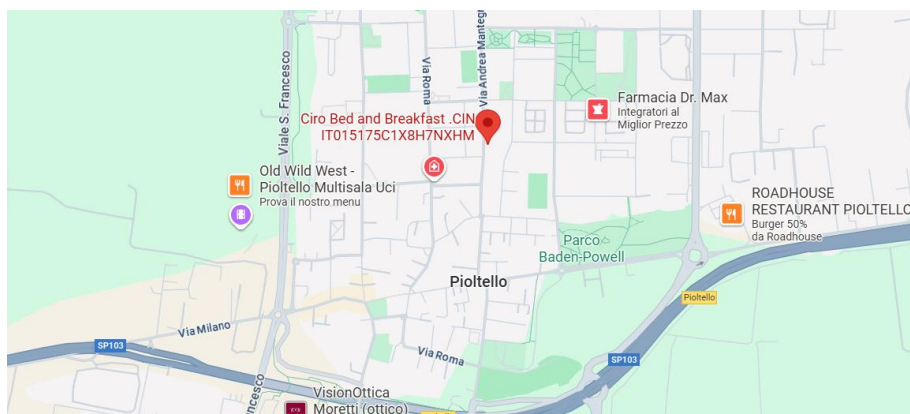 Viale S. Francesco
Via Roma
Via Andrea Mantegn
Ciro Bed and Breakfast .CIN
IT015175C1X8H7NXHM
Farmacia Dr. Max
Integratori al
Miglior Prezzo
Old Wild West -
Pioltello Multisala Uci
Prova il nostro menu
ROADHOUSE
RESTAURANT PIOLTELLO
Burger 50%
da Roadhouse
Parco
Baden-Powell
Pioltello
Pioltello
Via Milano
SP103
Via Roma
SP103
Francesco
VisionOttica
Moretti (ottico)